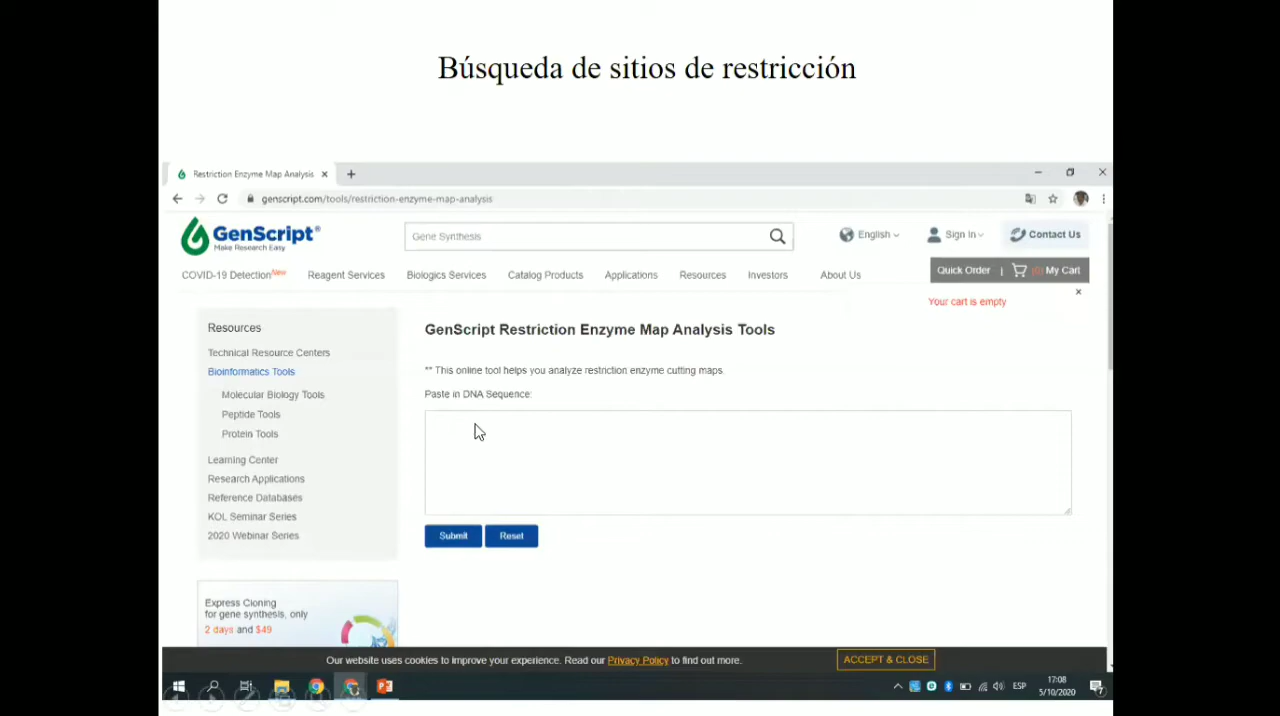 Búsqueda de sitios de restricción
Restriction Enzyme Map Analysis
genscript.com/tools/restriction-enzyme-map-analysis
GenScript®
Make Research Easy
Gene Synthesis
English
Sign In
Contact Us
COVID-19 Detection New
Reagent Services
Biologics Services
Catalog Products
Applications
Resources
Investors
About Us
Quick Order | (0) My Cart
Your cart is empty
Resources
Technical Resource Centers
Bioinformatics Tools
Molecular Biology Tools
Peptide Tools
Protein Tools
Learning Center
Research Applications
Reference Databases
KOL Seminar Series
2020 Webinar Series
GenScript Restriction Enzyme Map Analysis Tools
** This online tool helps you analyze restriction enzyme cutting maps
Paste in DNA Sequence:
Submit
Reset
Express Cloning
for gene synthesis, only
2 days and $49
Our website uses cookies to improve your experience. Read our Privacy Policy to find out more.
ACCEPT & CLOSE
ESP
17:08
5/10/2020